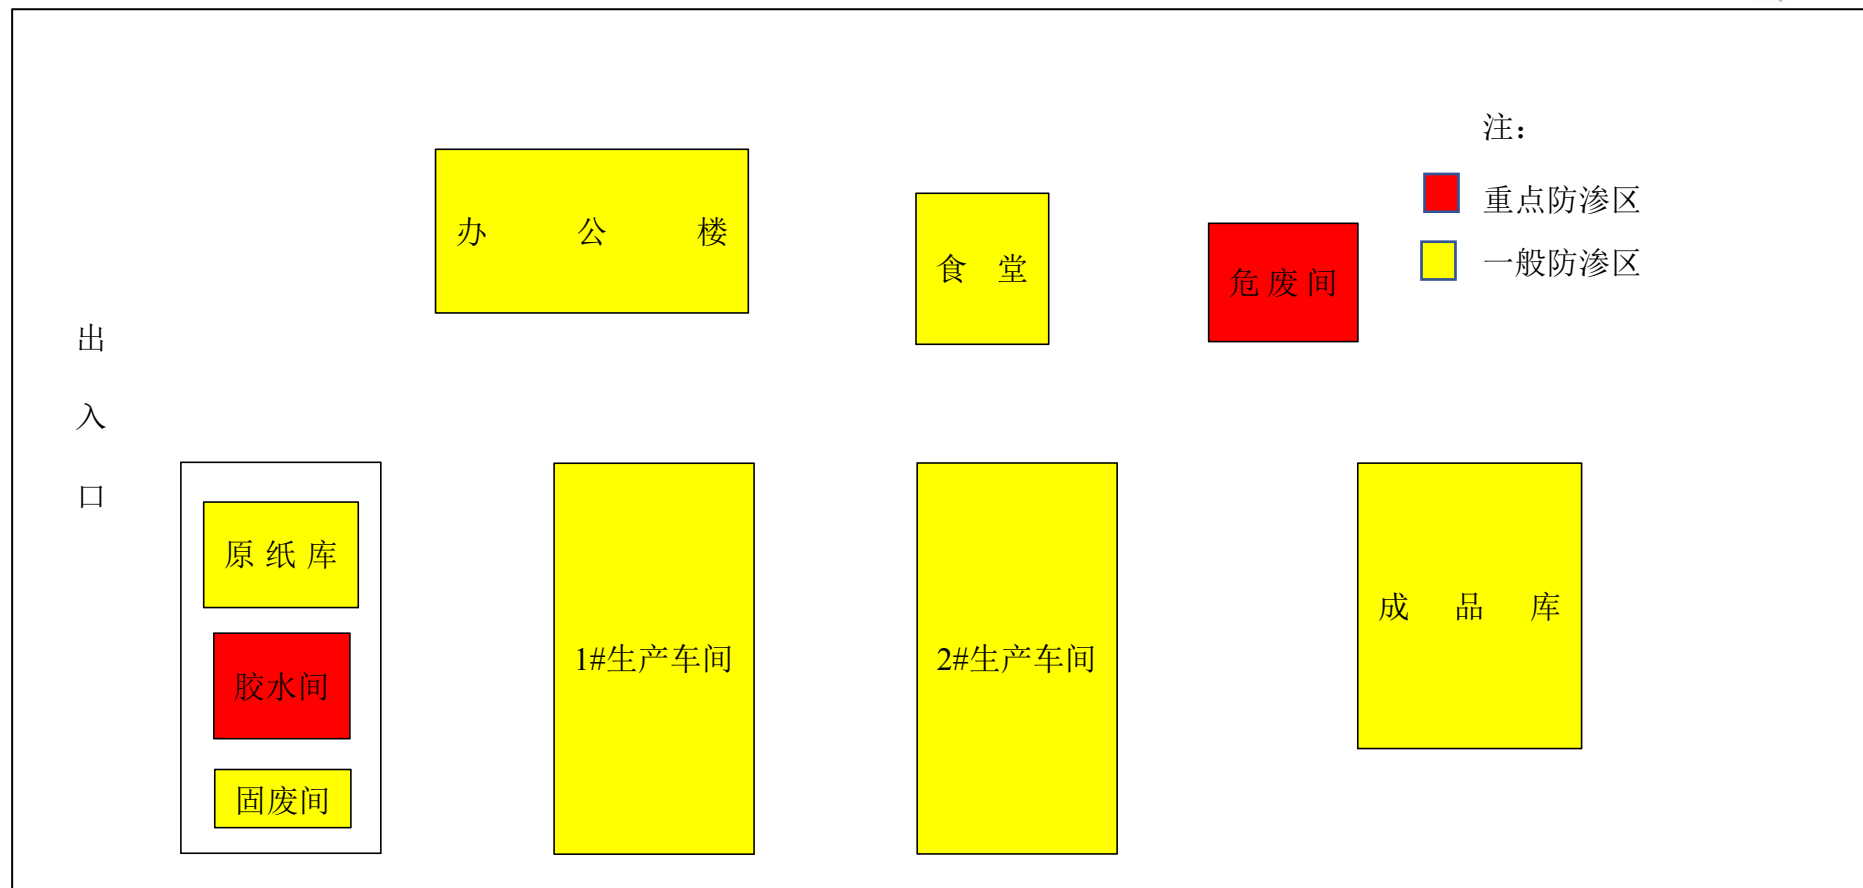 注：
重点防渗区
一般防渗区
办公楼
食堂
危废间
出
入
口
原纸库
胶水间
固废间
1#生产车间
2#生产车间
成品库